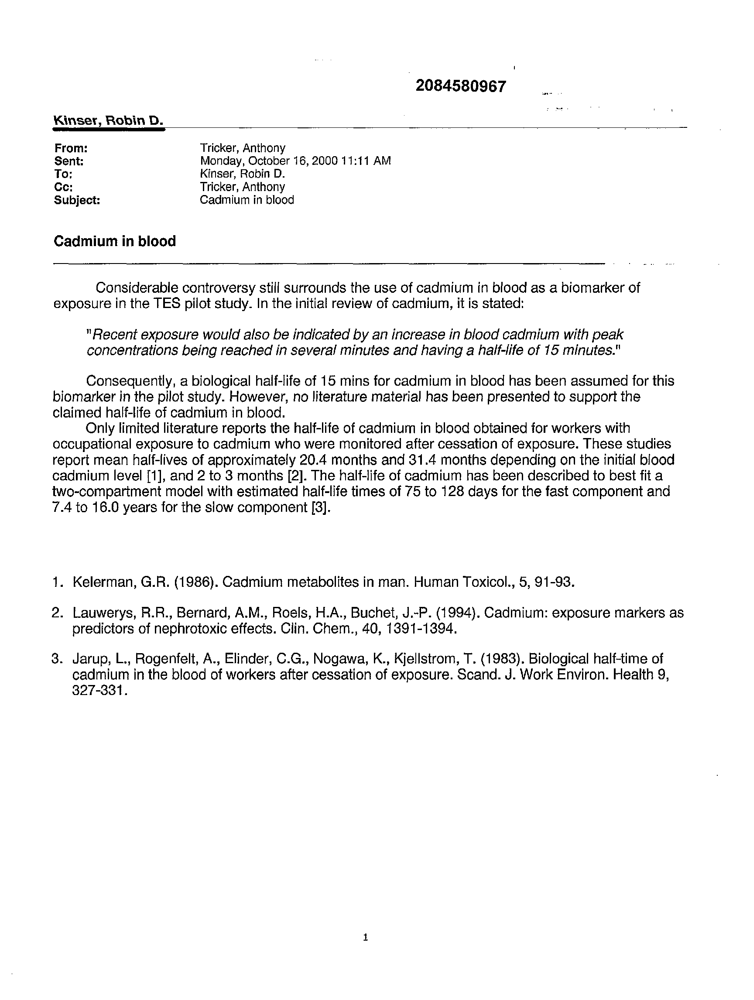 2084580967
Kinser, Robin D.
From: Tricker, Anthony
Sent: Monday, October 16, 2000 11:11 AM
To: Kinser, Robin D.
Cc: Tricker, Anthony
Subject: Cadmium in blood
Cadmium in blood
Considerable controversy still surrounds the use of cadmium in blood as a biomarker of
exposure in the TES pilot study. In the initial review of cadmium, it is stated:
"Recent exposure would also be indicated by an increase in blood cadmium with peak
concentrations being reached in several minutes and having a half-life of 15 minutes."
Consequently, a biological half-life of 15 mins for cadmium in blood has been assumed for this
biomarker in the pilot study. However, no literature material has been presented to support the
claimed half-life of cadmium in blood.
Only limited literature reports the half-life of cadmium in blood obtained for workers with
occupational exposure to cadmium who were monitored after cessation of exposure. These studies
report mean half-lives of approximately 20.4 months and 31.4 months depending on the initial blood
cadmium level [1], and 2 to 3 months [2]. The half-life of cadmium has been described to best fit a
two-compartment model with estimated half-life times of 75 to 128 days for the fast component and
7.4 to 16.0 years for the slow component [3].
1. Kelerman, G.R. (1986). Cadmium metabolites in man. Human Toxicol., 5, 91-93.
2. Lauwerys, R.R., Bernard, A.M., Roels, H.A., Buchet, J.-P. (1994). Cadmium: exposure markers as
predictors of nephrotoxic effects. Clin. Chem., 40, 1391-1394.
3. Jarup, L., Rogenfelt, A., Elinder, C.G., Nogawa, K., Kjellstrom, T. (1983). Biological half-time of
cadmium in the blood of workers after cessation of exposure. Scand. J. Work Environ. Health 9,
327-331.
1